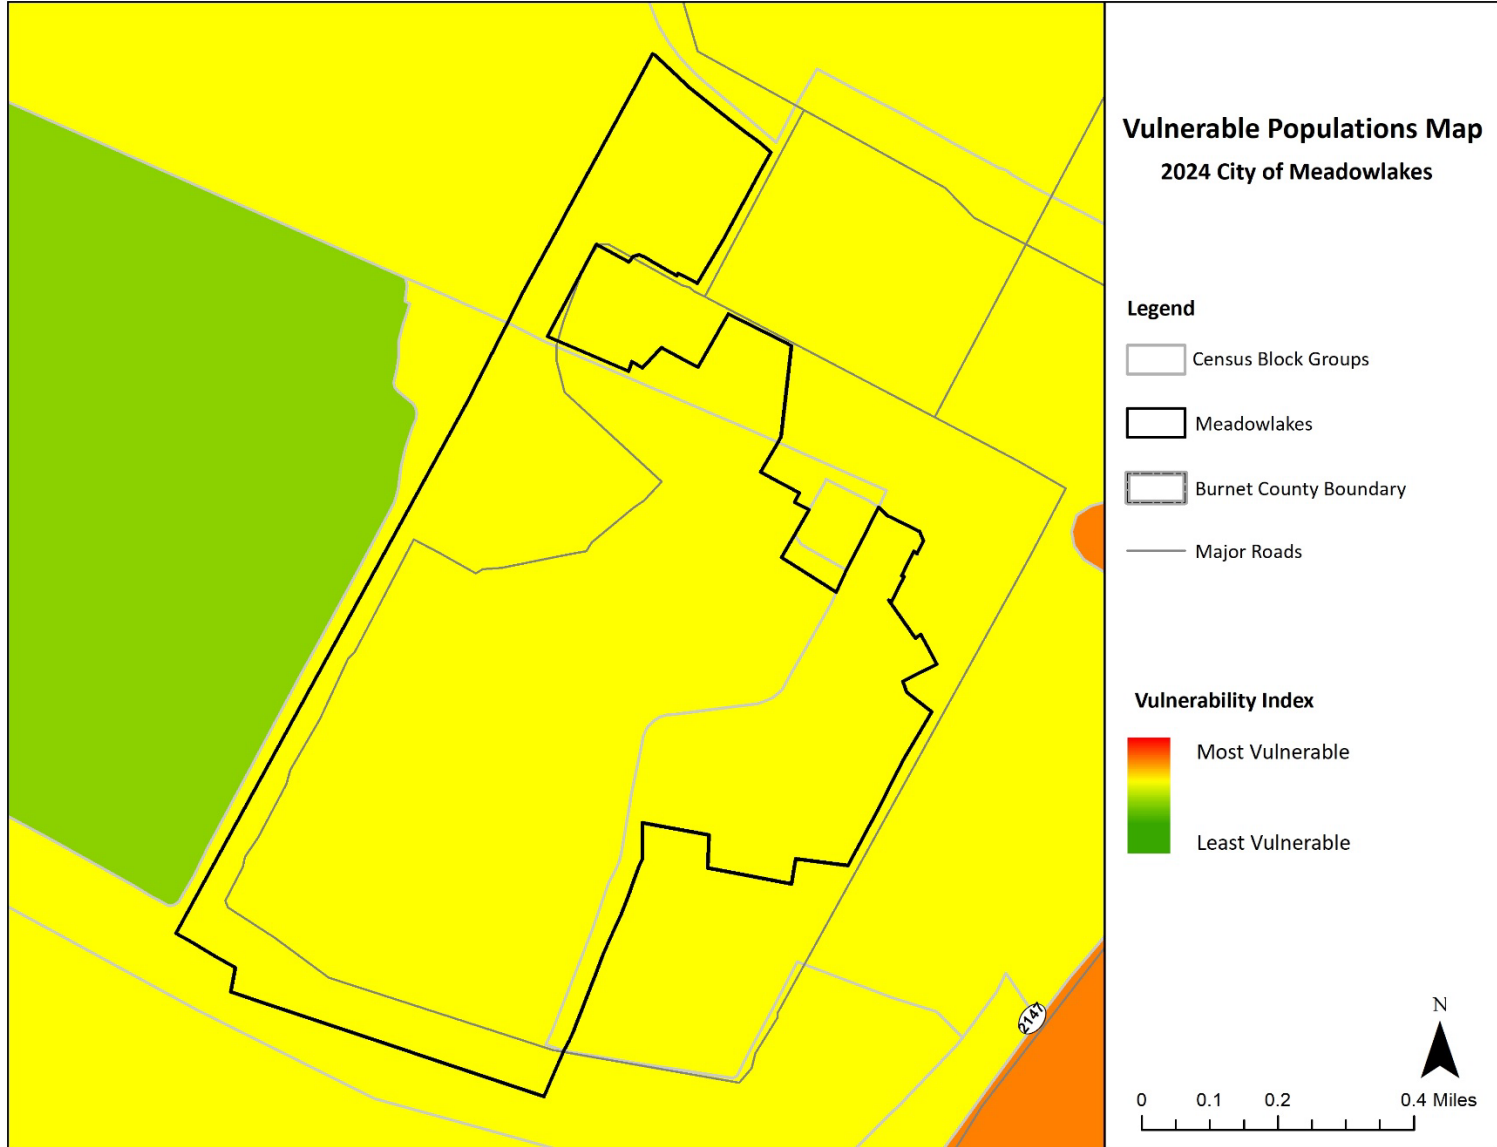 Vulnerable Populations Map
2024 City of Meadowlakes
Legend
Census Block Groups
Meadowlakes
Burnet County Boundary
Major Roads
Vulnerability Index
Most Vulnerable
Least Vulnerable
2147
N
0 0.1 0.2 0.4 Miles